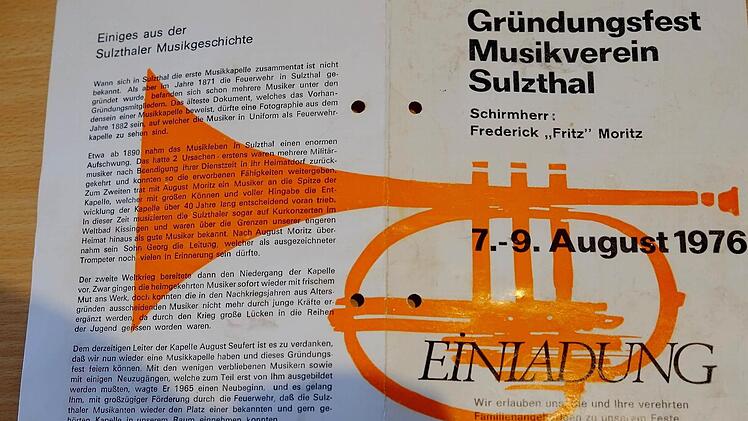 Einiges aus der
Sulzthaler Musikgeschichte
Wann sich in Sulzthal die erste Musikkapelle zusammentat ist nicht
bekannt. Als aber im Jahre 1871 die Feuerwehr in Sulzthal ge-
gründet wurde, befanden sich schon mehrere Musiker unter den
Gründungsmitgliedern. Das älteste Dokument, welches das Vorhan-
densein einer Musikkapelle beweist, dürfte eine Fotographie aus dem
Jahre 1882 sein, auf welcher die Musiker in Uniform als Feuerwehr-
kapelle zu sehen sind.
Etwa ab 1890 nahm das Musikleben in Sulzthal einen enormen
Aufschwung. Das hatte 2 Ursachen - erstens waren mehrere Militär-
musiker nach Beendigung ihrer Dienstzeit in ihr Heimatdorf zurück-
gekehrt und konnten so die erworbenen Fähigkeiten weitergeben.
Zum Zweiten trat mit August Moritz ein Musiker an die Spitze der
Kapelle, welcher mit großen Können und voller Hingabe die Ent-
wicklung der Kapelle über 40 Jahre lang entscheidend voran trieb.
In dieser Zeit musizierten die Sulzthaler sogar auf Kurkonzerten im
Weltbad Kissingen und waren über die Grenzen unserer engeren
Heimat hinaus als gute Musiker bekannt. Nach August Moritz über-
nahm sein Sohn Georg die Leitung, welcher als ausgezeichneter
Trompeter noch vielen in Erinnerung sein dürfte.
Der zweite Weltkrieg bereitete dann den Niedergang der Kapelle
vor. Zwar gingen die heimgekehrten Musiker sofort wieder mit frischem
Mut ans Werk, doch konnten die in den Nachkriegsjahren aus Alters-
gründen ausscheidenden Musiker nicht mehr durch junge Kräfte er-
ergänzt werden, da durch den Krieg große Lücken in die Reihen
der Jugend gerissen worden waren.
Dem derzeitigen Leiter der Kapelle August Seufert ist es zu verdanken,
daß wir nun wieder eine Musikkapelle haben und dieses Gründungs-
fest feiern können. Mit den wenigen verbliebenen Musikern sowie
mit einigen Neuzugängen, welche zum Teil erst von Ihm ausgebildet
werden mußten, wagte Er 1965 einen Neubeginn, und es gelang
Ihm, mit großzügiger Förderung durch die Feuerwehr, daß die Sulz-
thaler Musikanten wieder den Platz einer bekannten und gern ge-
hörten Kapelle in unserem Raum einnehmen konnten.
Gründungsfest
Musikverein
Sulzthal
Schirmherr:
Frederick „Fritz" Moritz
7.-9. August 1976
EINLADUNG
Wir erlauben uns, Sie und Ihre verehrten
Familienangehörigen zu unserem Feste